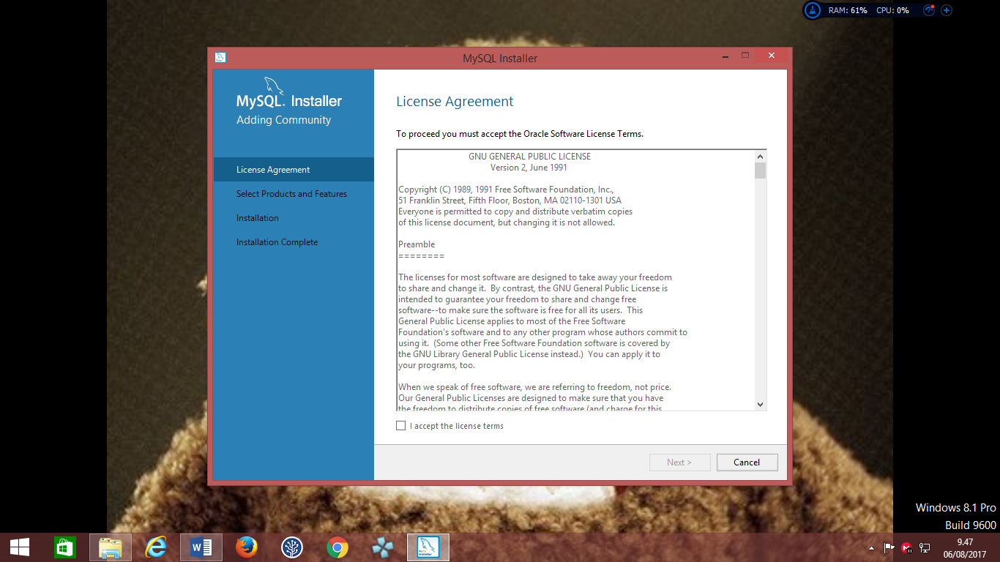 RAM: 61% CPU: 0%
MySQL Installer
MySQL Installer
Adding Community
License Agreement
Select Products and Features
Installation
Installation Complete
License Agreement
To proceed you must accept the Oracle Software License Terms.
GNU GENERAL PUBLIC LICENSE
Version 2, June 1991
Copyright (C) 1989, 1991 Free Software Foundation, Inc.,
51 Franklin Street, Fifth Floor, Boston, MA 02110-1301 USA
Everyone is permitted to copy and distribute verbatim copies
of this license document, but changing it is not allowed.
Preamble
========
The licenses for most software are designed to take away your freedom
to share and change it. By contrast, the GNU General Public License is
intended to guarantee your freedom to share and change free
software--to make sure the software is free for all its users. This
General Public License applies to most of the Free Software
Foundation's software and to any other program whose authors commit to
using it. (Some other Free Software Foundation software is covered by
the GNU Library General Public License instead.) You can apply it to
your programs, too.
When we speak of free software, we are referring to freedom, not price.
Our General Public Licenses are designed to make sure that you have
the freedom to distribute copies of free software (and charge for this
I accept the license terms
Next >
Cancel
Windows 8.1 Pro
Build 9600
9.47
06/08/2017